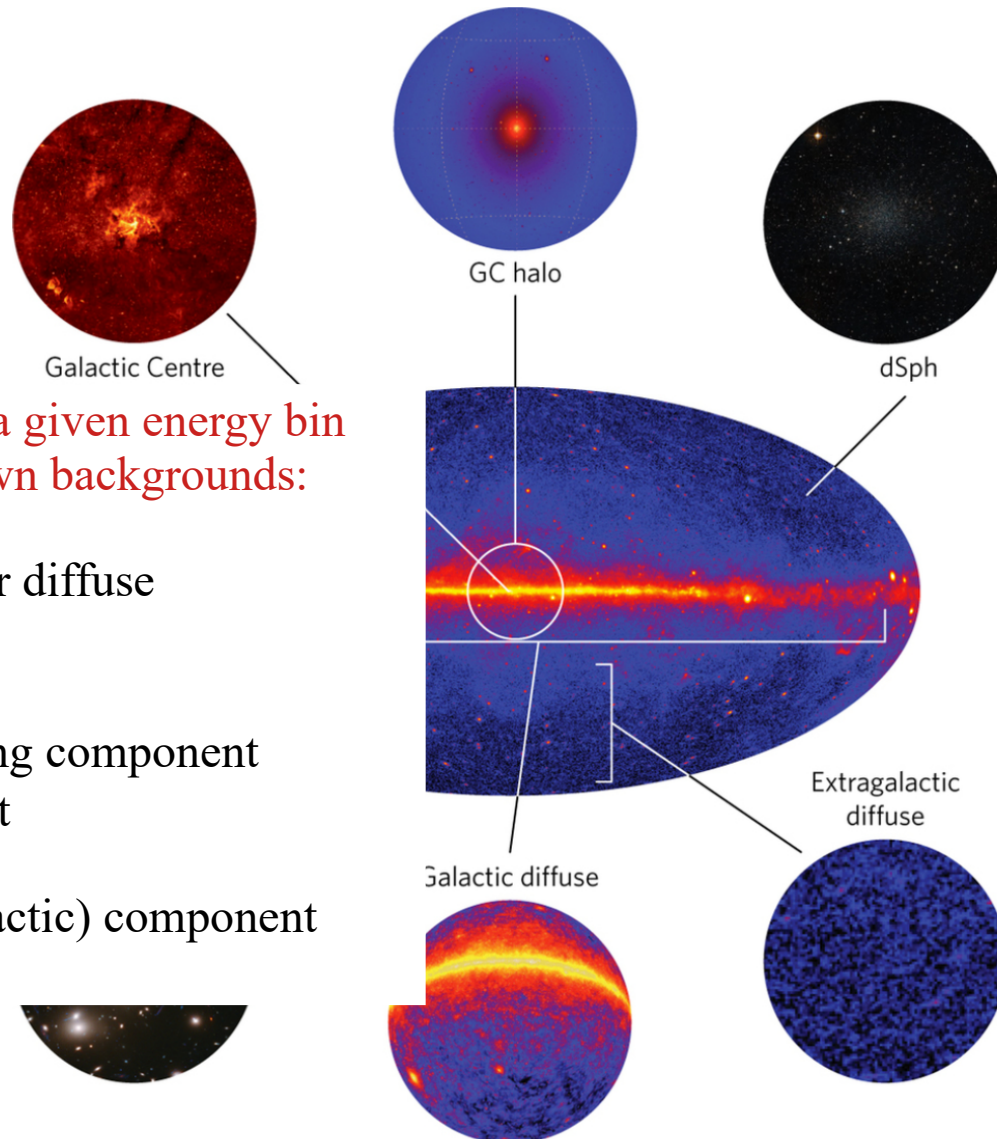 GC halo
Galactic Centre
dSph
a given energy bin
wn backgrounds:
r diffuse
ng component
t
actic) component
Extragalactic
diffuse
Galactic diffuse